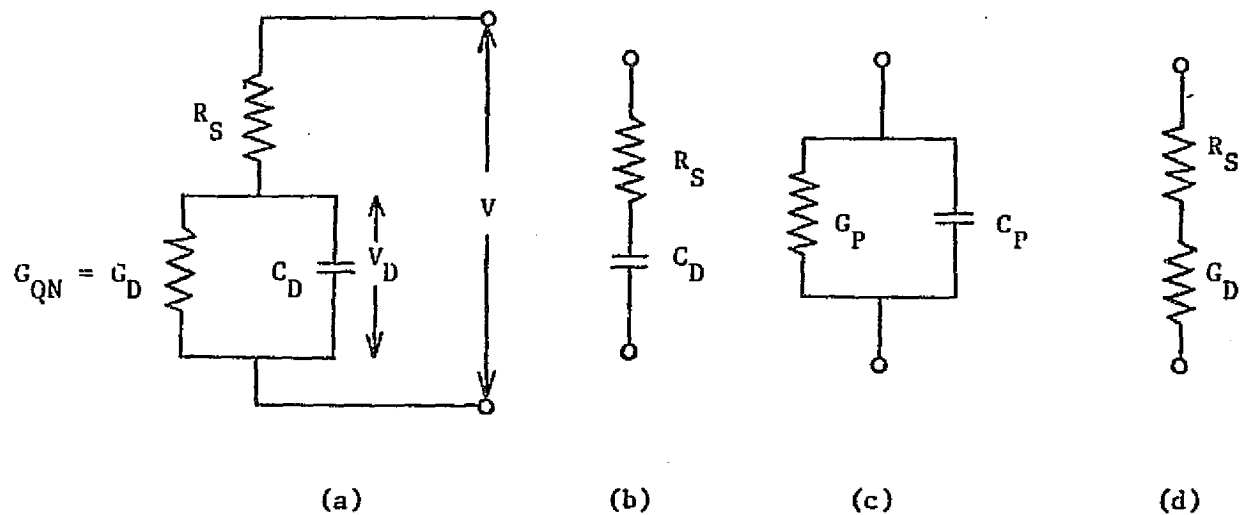 R_S
G_QN = G_D
C_D
V_D
V
(a)
R_S
C_D
(b)
G_P
C_P
(c)
R_S
G_D
(d)